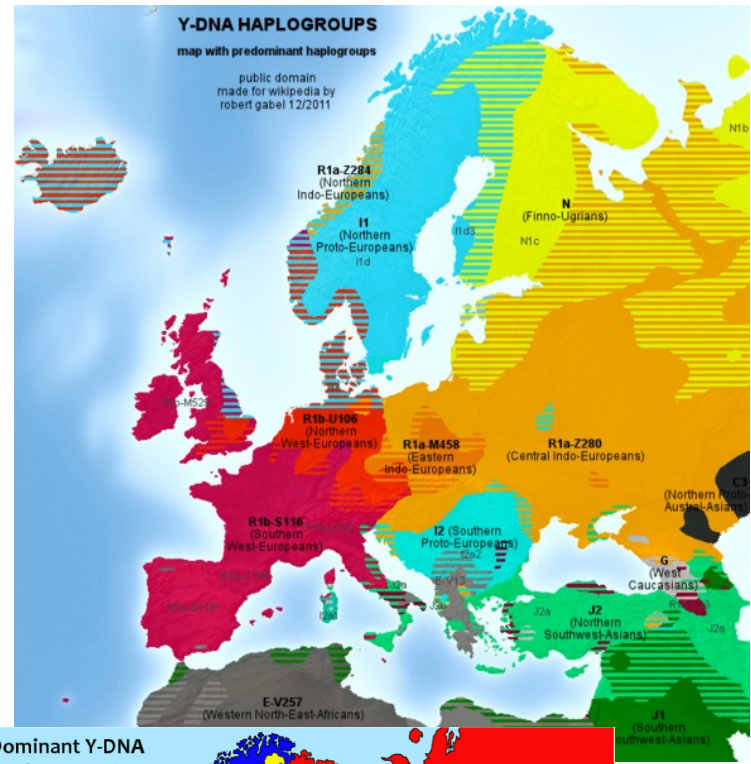 Y-DNA HAPLOGROUPS
map with predominant haplogroups
public domain
made for wikipedia by
robert gabel 12/2011
N1b
R1a-Z284
(Northern
Indo-Europeans)
I1
(Northern
Proto-Europeans)
I1d
I1d3
N
(Finno-Ugrians)
N1c
R1b-U106
(Northern
West-Europeans)
R1a-M458
(Eastern
Indo-Europeans)
R1a-Z280
(Central Indo-Europeans)
C3
(Northern Proto-
Austral-Asians)
R1b-S116
(Southern
West-Europeans)
I2 (Southern
Proto-Europeans)
I2a2
E-V13
G
(West
Caucasians)
I2a1
J2a
J2b
J2a
J2
(Northern
Southwest-Asians)
J2a
E-V257
(Western North-East-Africans)
J1
(Southern
outhwest-Asians)
Dominant Y-DNA